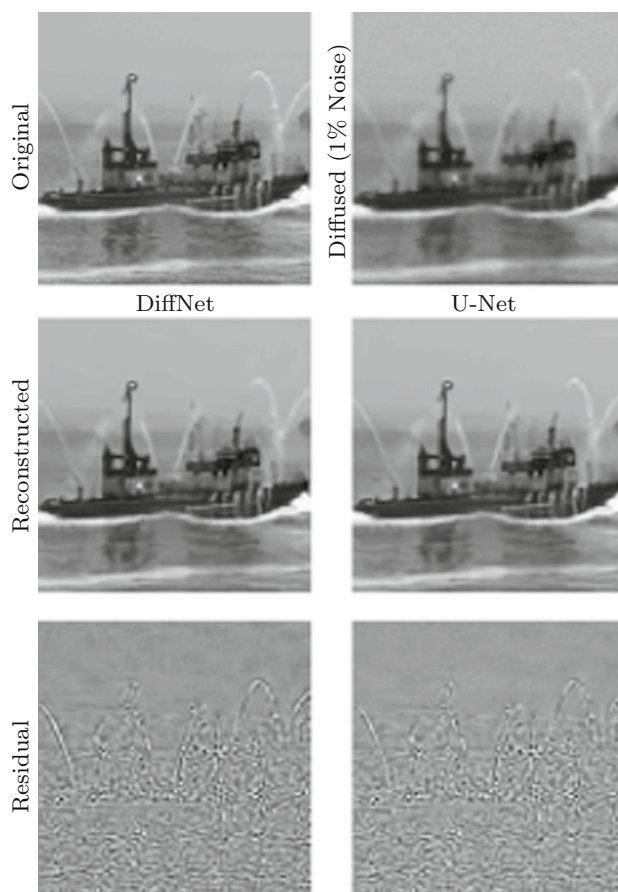 Original
Diffused (1% Noise)
DiffNet
U-Net
Reconstructed
Residual